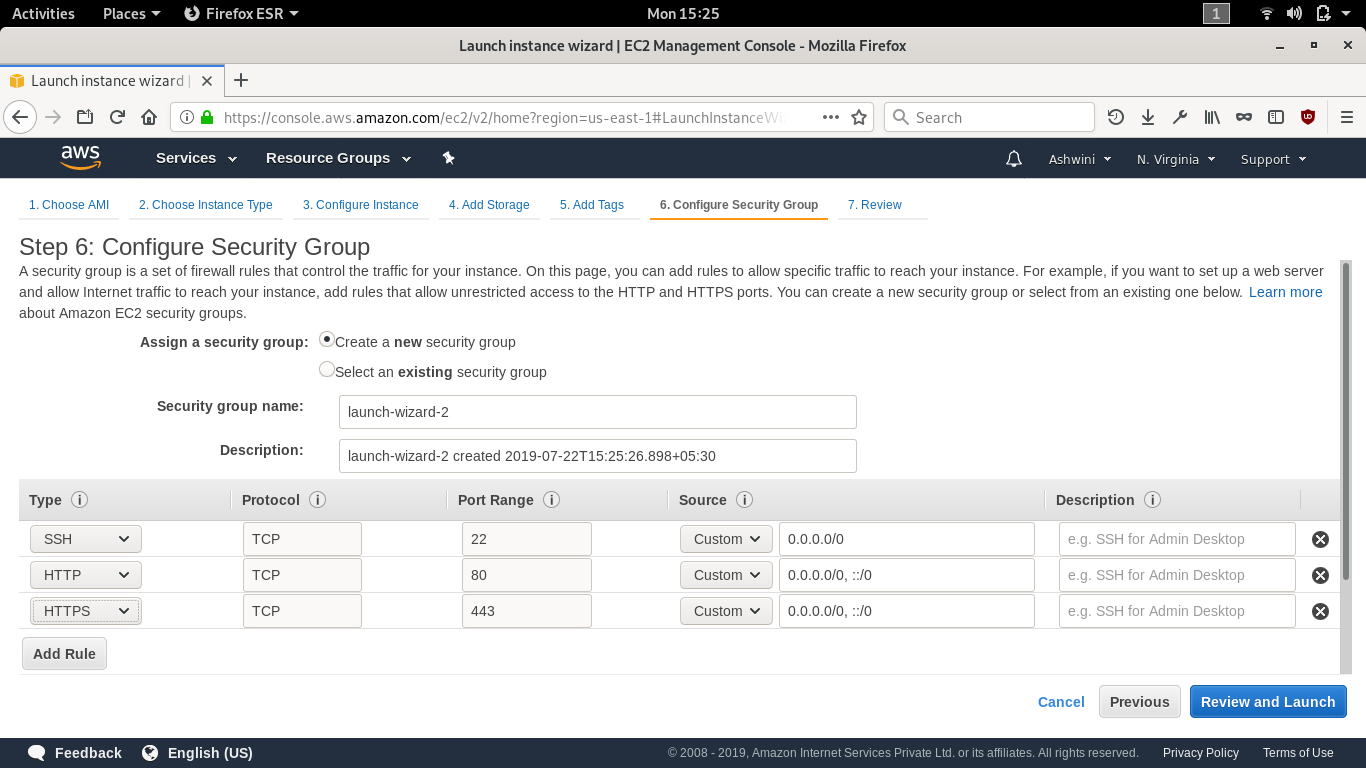 Activities Places Firefox ESR Mon 15:25 1
Launch instance wizard | EC2 Management Console - Mozilla Firefox
Launch instance wizard |
https://console.aws.amazon.com/ec2/v2/home?region=us-east-1#LaunchInstanceWi Search
aws Services Resource Groups Ashwini N. Virginia Support
1. Choose AMI 2. Choose Instance Type 3. Configure Instance 4. Add Storage 5. Add Tags 6. Configure Security Group 7. Review
Step 6: Configure Security Group
A security group is a set of firewall rules that control the traffic for your instance. On this page, you can add rules to allow specific traffic to reach your instance. For example, if you want to set up a web server
and allow Internet traffic to reach your instance, add rules that allow unrestricted access to the HTTP and HTTPS ports. You can create a new security group or select from an existing one below. Learn more
about Amazon EC2 security groups.
Assign a security group: Create a new security group
Select an existing security group
Security group name: launch-wizard-2
Description: launch-wizard-2 created 2019-07-22T15:25:26.898+05:30
Type i Protocol i Port Range i Source i Description i
SSH TCP 22 Custom 0.0.0.0/0 e.g. SSH for Admin Desktop
HTTP TCP 80 Custom 0.0.0.0/0, ::/0 e.g. SSH for Admin Desktop
HTTPS TCP 443 Custom 0.0.0.0/0, ::/0 e.g. SSH for Admin Desktop
Add Rule
Cancel Previous Review and Launch
Feedback English (US) © 2008 - 2019, Amazon Internet Services Private Ltd. or its affiliates. All rights reserved. Privacy Policy Terms of Use